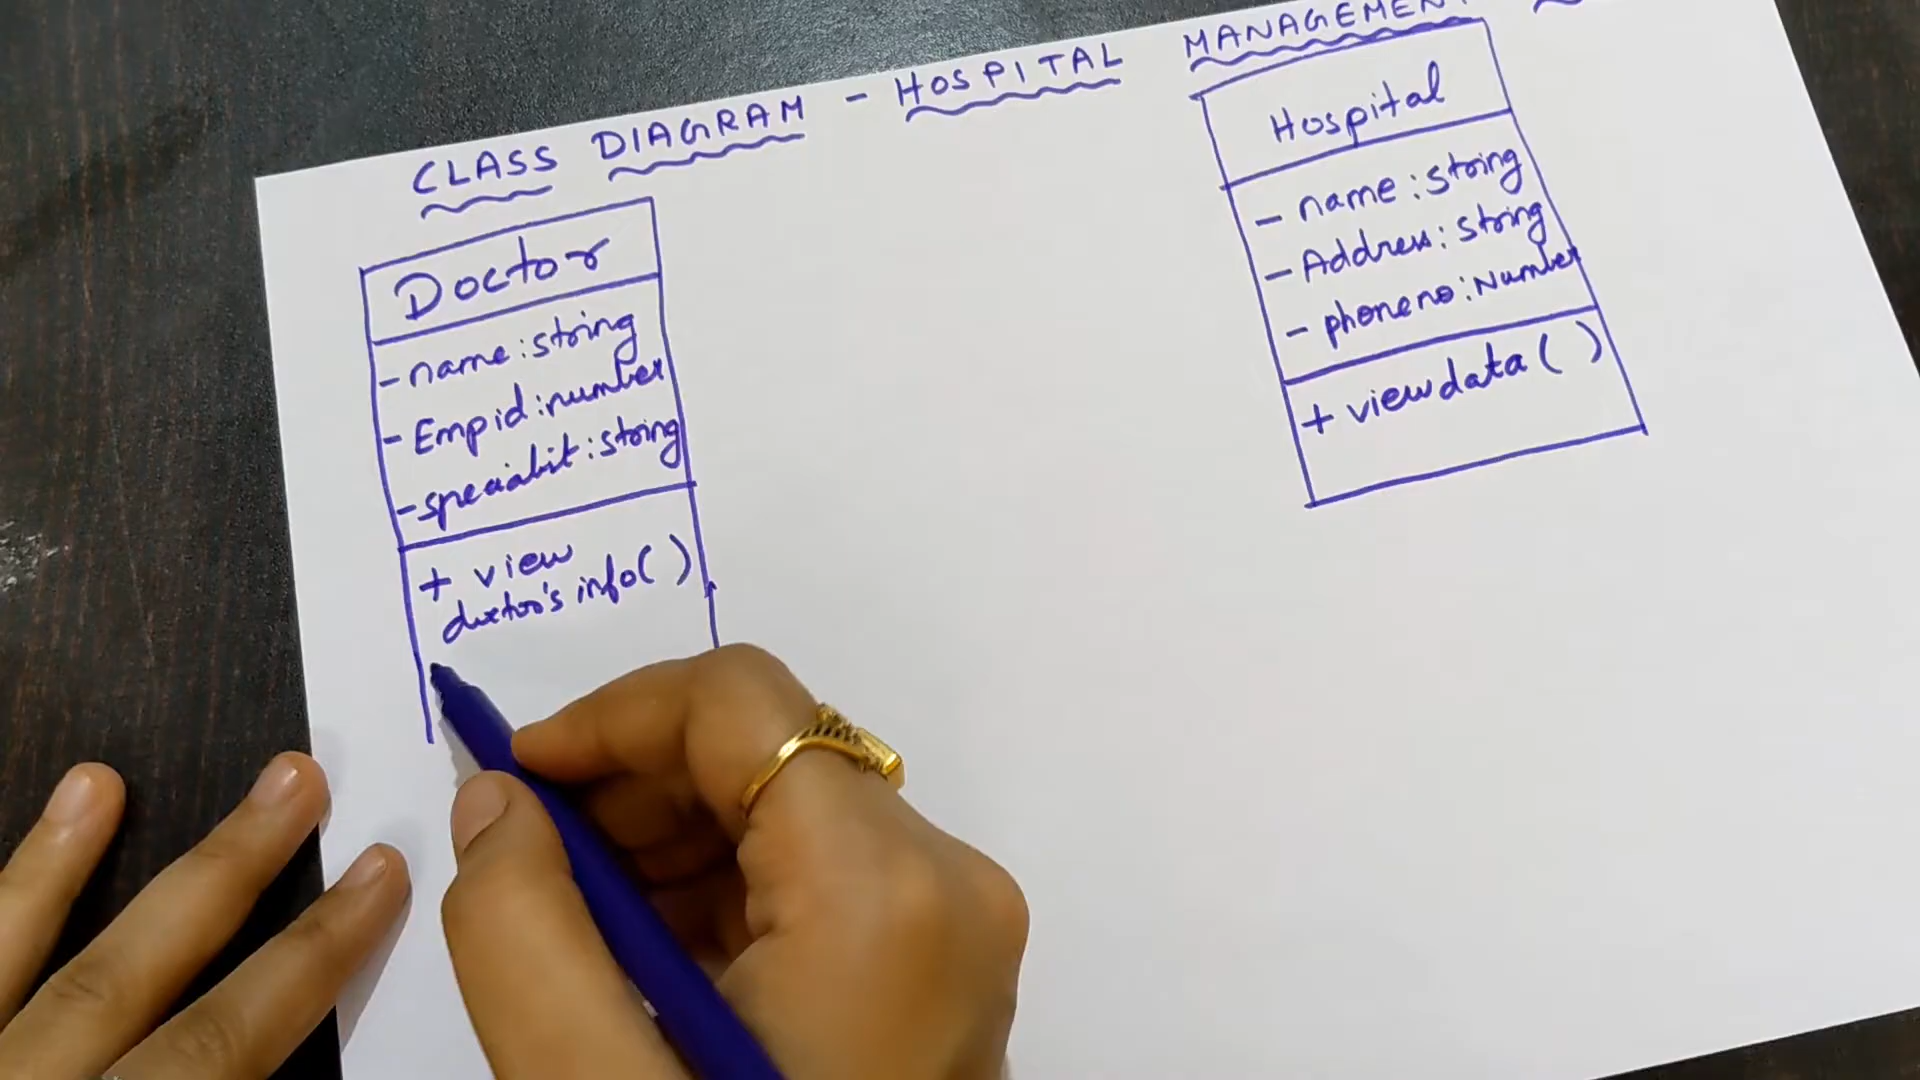 CLASS DIAGRAM - HOSPITAL MANAGEMENT
Doctor
- name : string
- Empid : number
- specialist : string
+ view
doctor's info( )
Hospital
- name : string
- Address : string
- phoneno : Number
+ viewdata( )